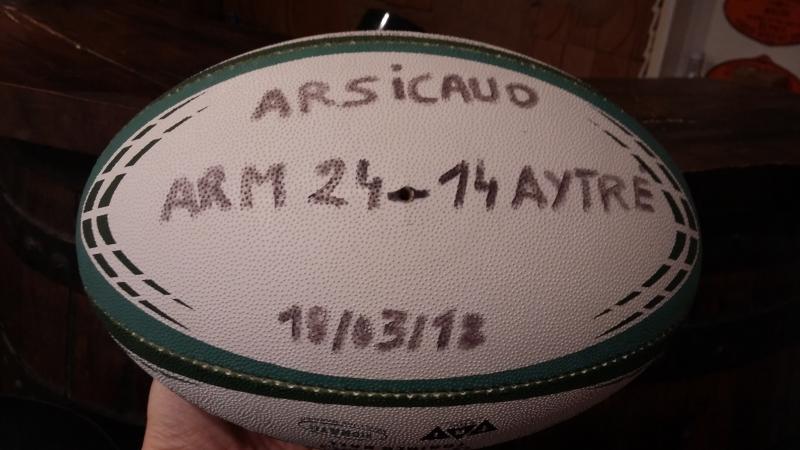 ARSiCAUD
ARM 24-14 AYTRÉ
18/03/18